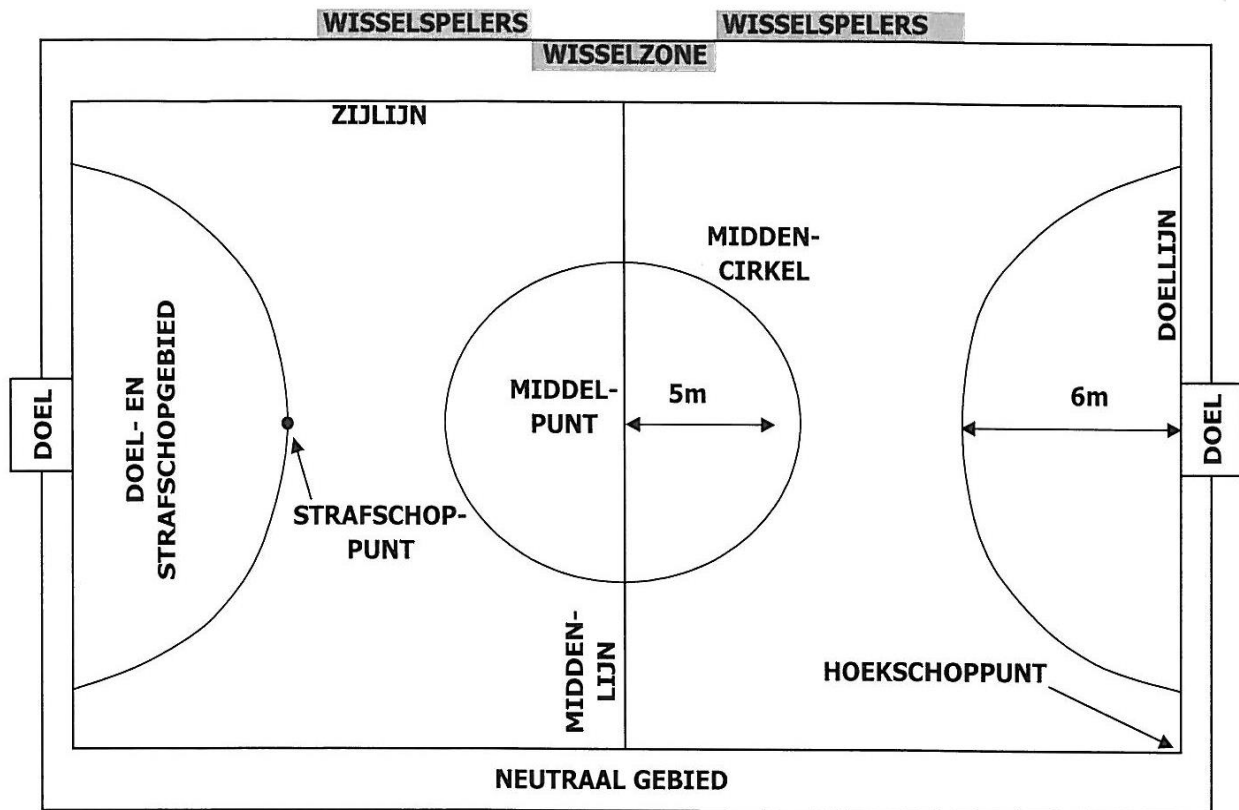 WISSELSPELERS
WISSELSPELERS
WISSELZONE
ZIJLIJN
MIDDEN-
CIRKEL
DOELLIJN
DOEL
DOEL- EN
STRAFSCHOPGEBIED
MIDDEL-
PUNT
5m
6m
DOEL
STRAFSCHOP-
PUNT
MIDDEN-
LIJN
HOEKSCHOPPUNT
NEUTRAAL GEBIED